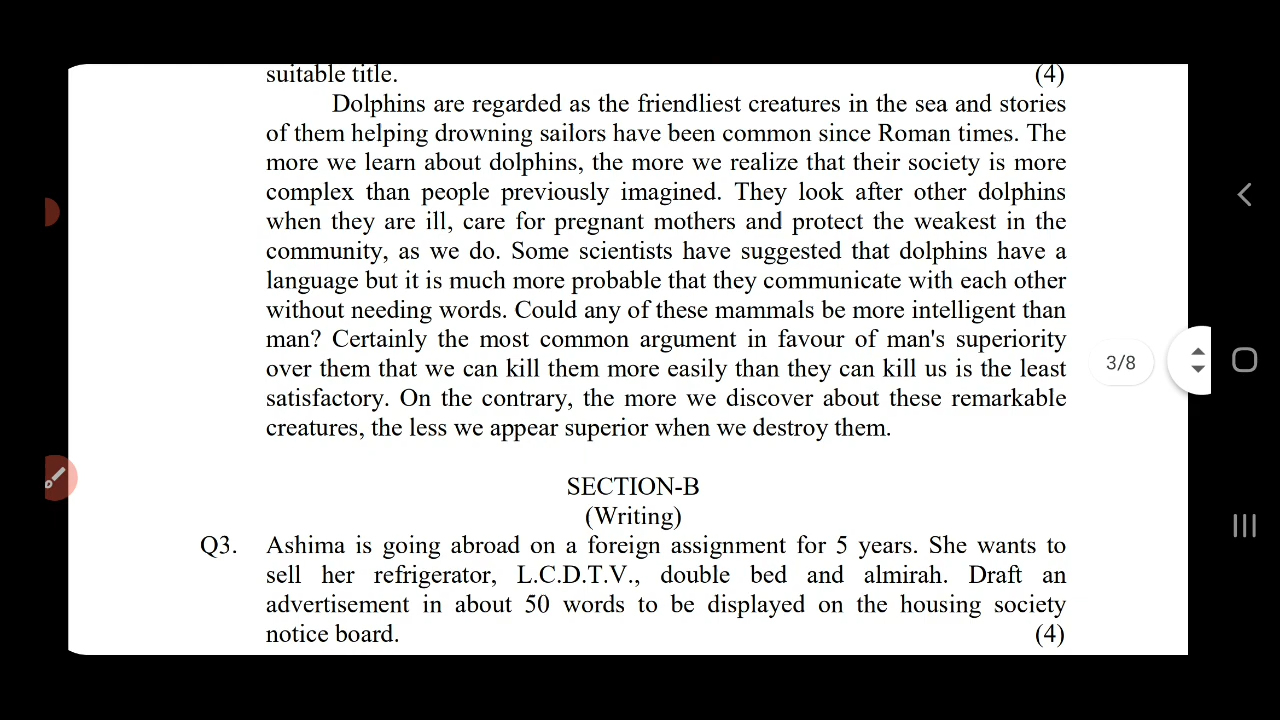 suitable title. (4)
Dolphins are regarded as the friendliest creatures in the sea and stories
of them helping drowning sailors have been common since Roman times. The
more we learn about dolphins, the more we realize that their society is more
complex than people previously imagined. They look after other dolphins
when they are ill, care for pregnant mothers and protect the weakest in the
community, as we do. Some scientists have suggested that dolphins have a
language but it is much more probable that they communicate with each other
without needing words. Could any of these mammals be more intelligent than
man? Certainly the most common argument in favour of man's superiority
over them that we can kill them more easily than they can kill us is the least
satisfactory. On the contrary, the more we discover about these remarkable
creatures, the less we appear superior when we destroy them.
3/8
SECTION-B
(Writing)
Q3. Ashima is going abroad on a foreign assignment for 5 years. She wants to
sell her refrigerator, L.C.D.T.V., double bed and almirah. Draft an
advertisement in about 50 words to be displayed on the housing society
notice board. (4)